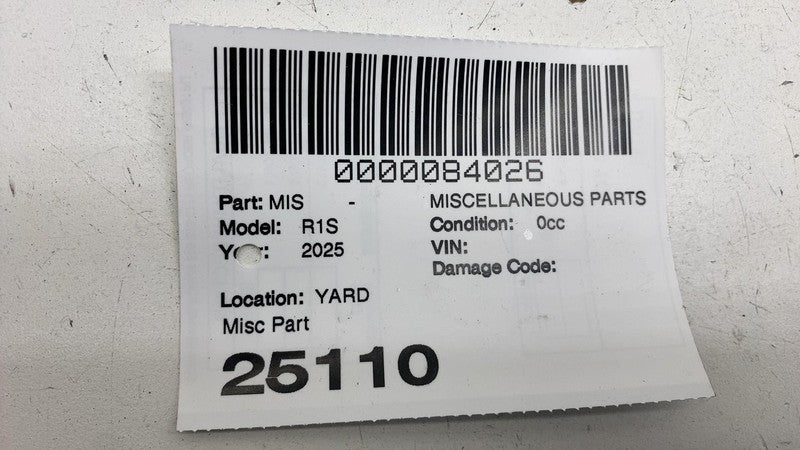 0000084026
Part: MIS - MISCELLANEOUS PARTS
Model: R1S Condition: 0cc
2025 VIN:
Damage Code:
Location: YARD
Misc Part
25110